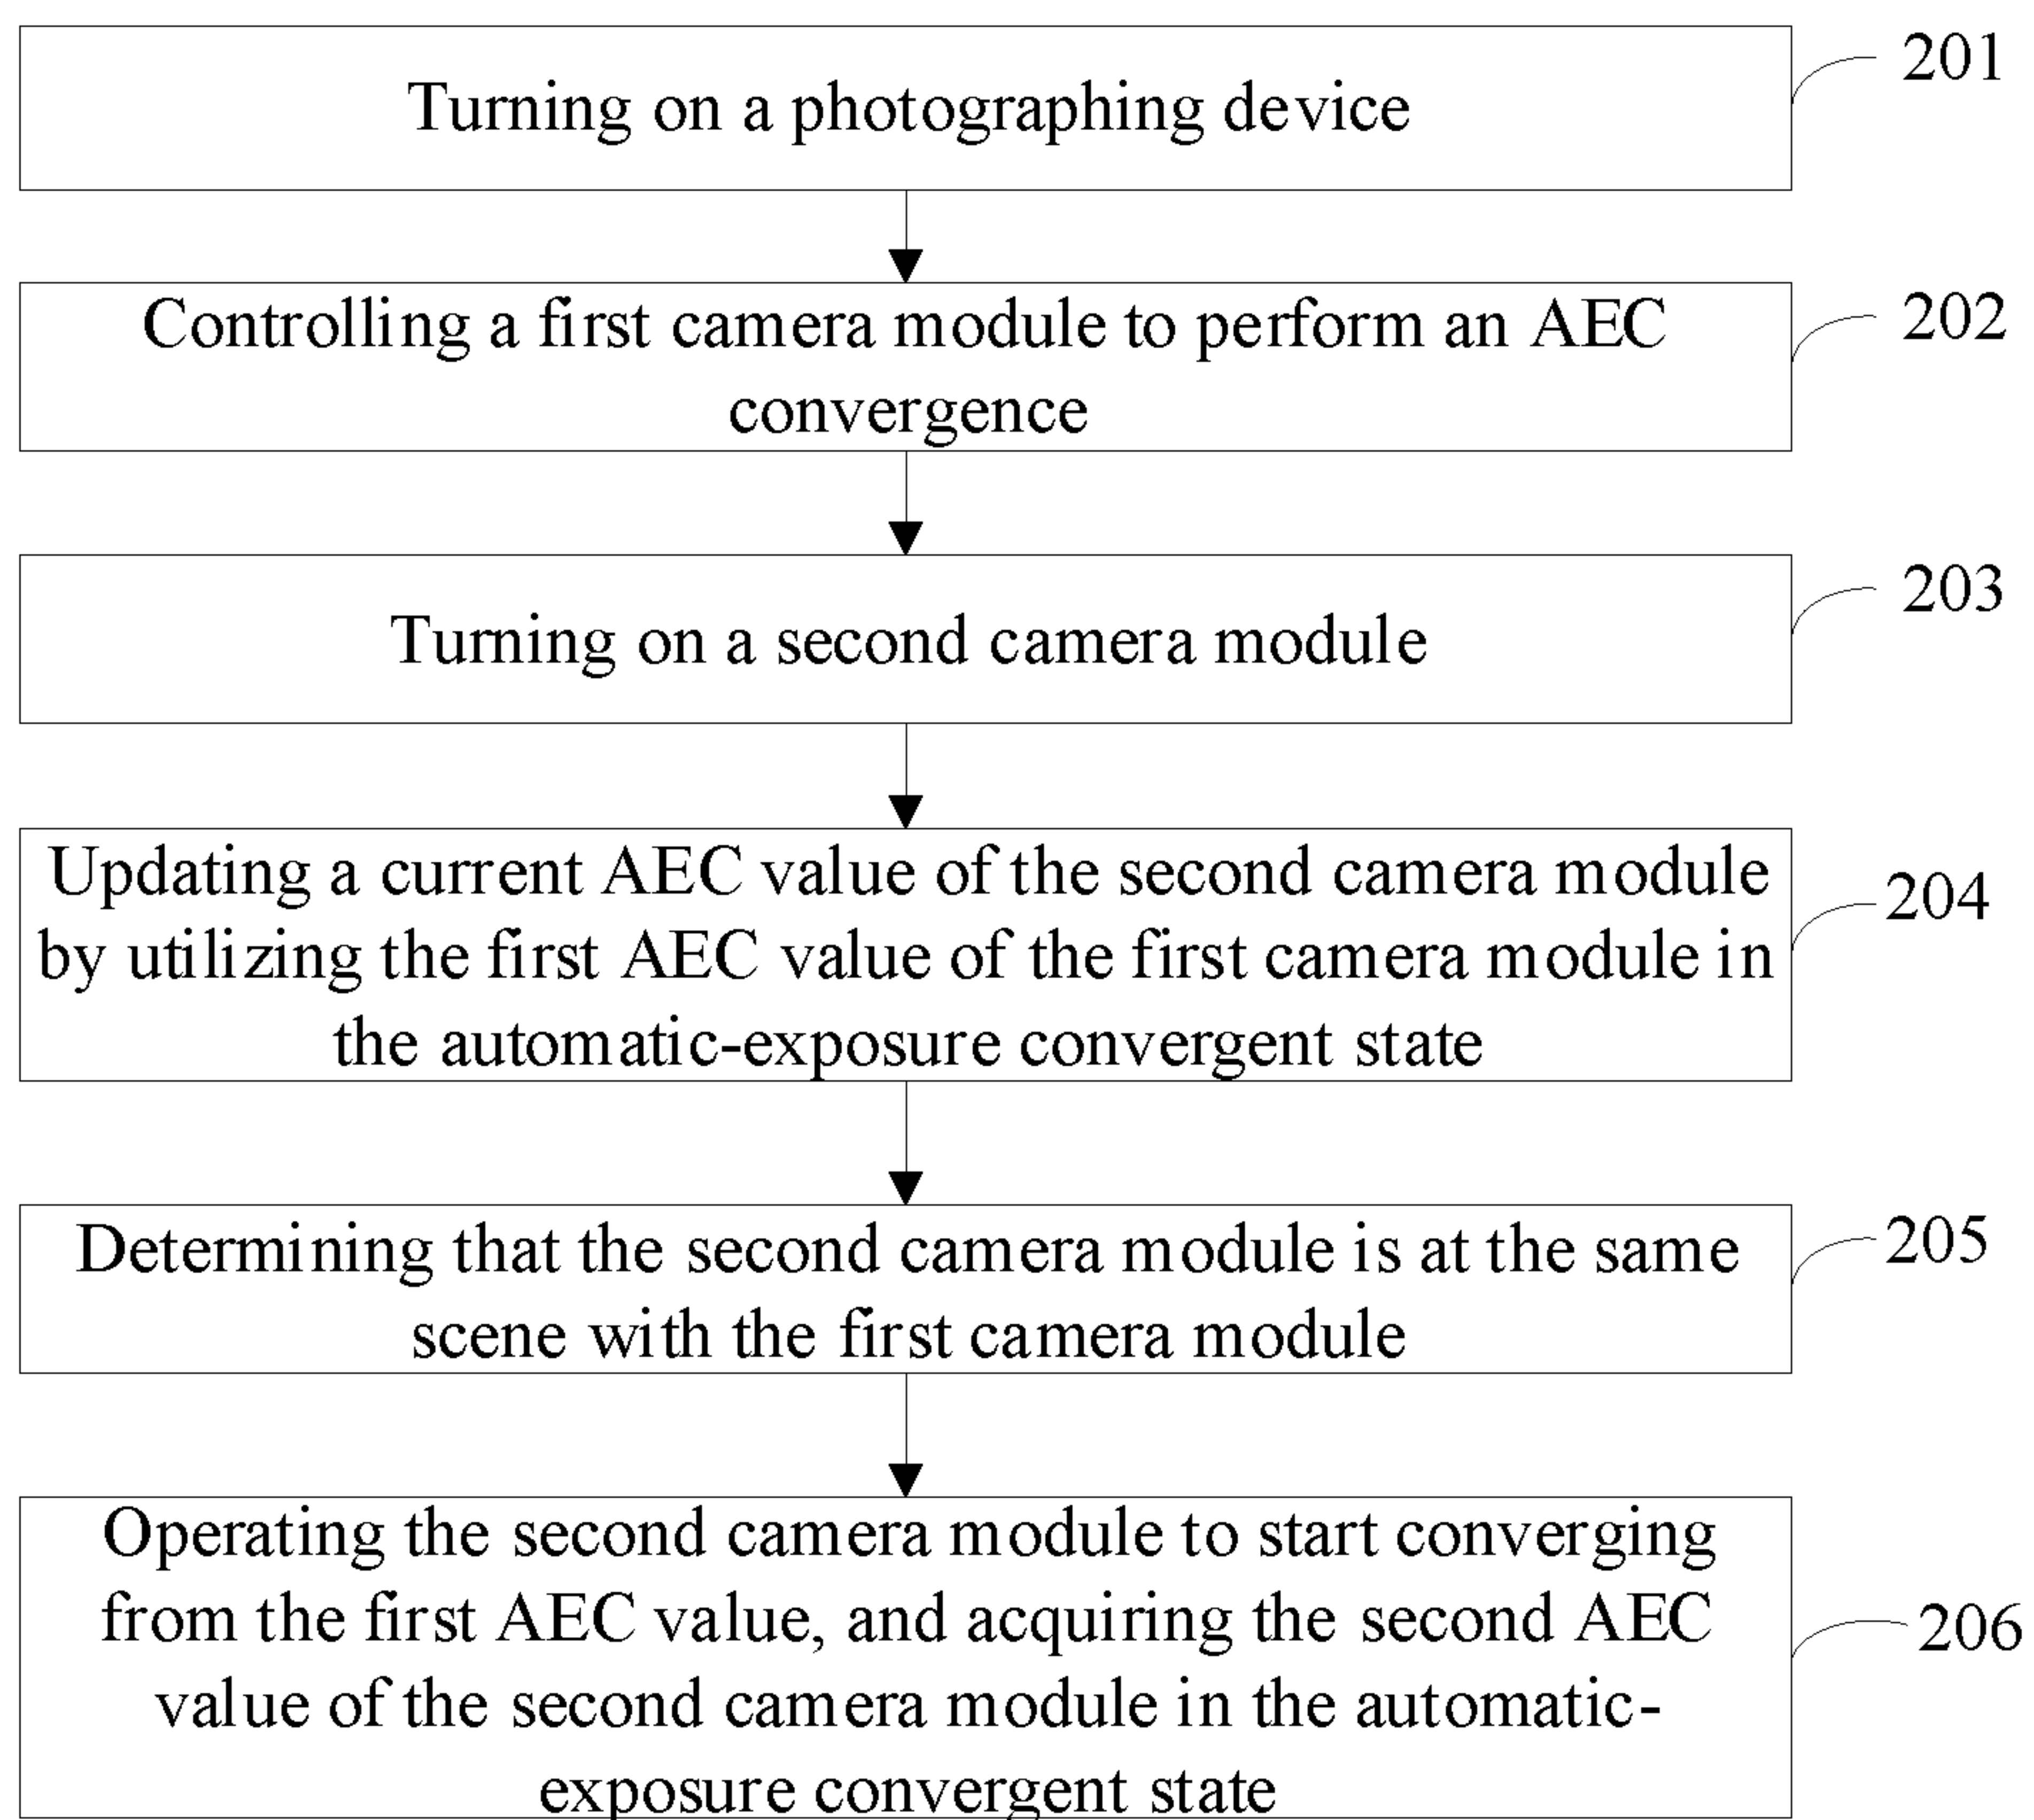 Turning on a photographing device
201
Controlling a first camera module to perform an AEC
convergence
202
Turning on a second camera module
203
Updating a current AEC value of the second camera module
by utilizing the first AEC value of the first camera module in
the automatic-exposure convergent state
204
Determining that the second camera module is at the same
scene with the first camera module
205
Operating the second camera module to start converging
from the first AEC value, and acquiring the second AEC
value of the second camera module in the automatic-
exposure convergent state
206